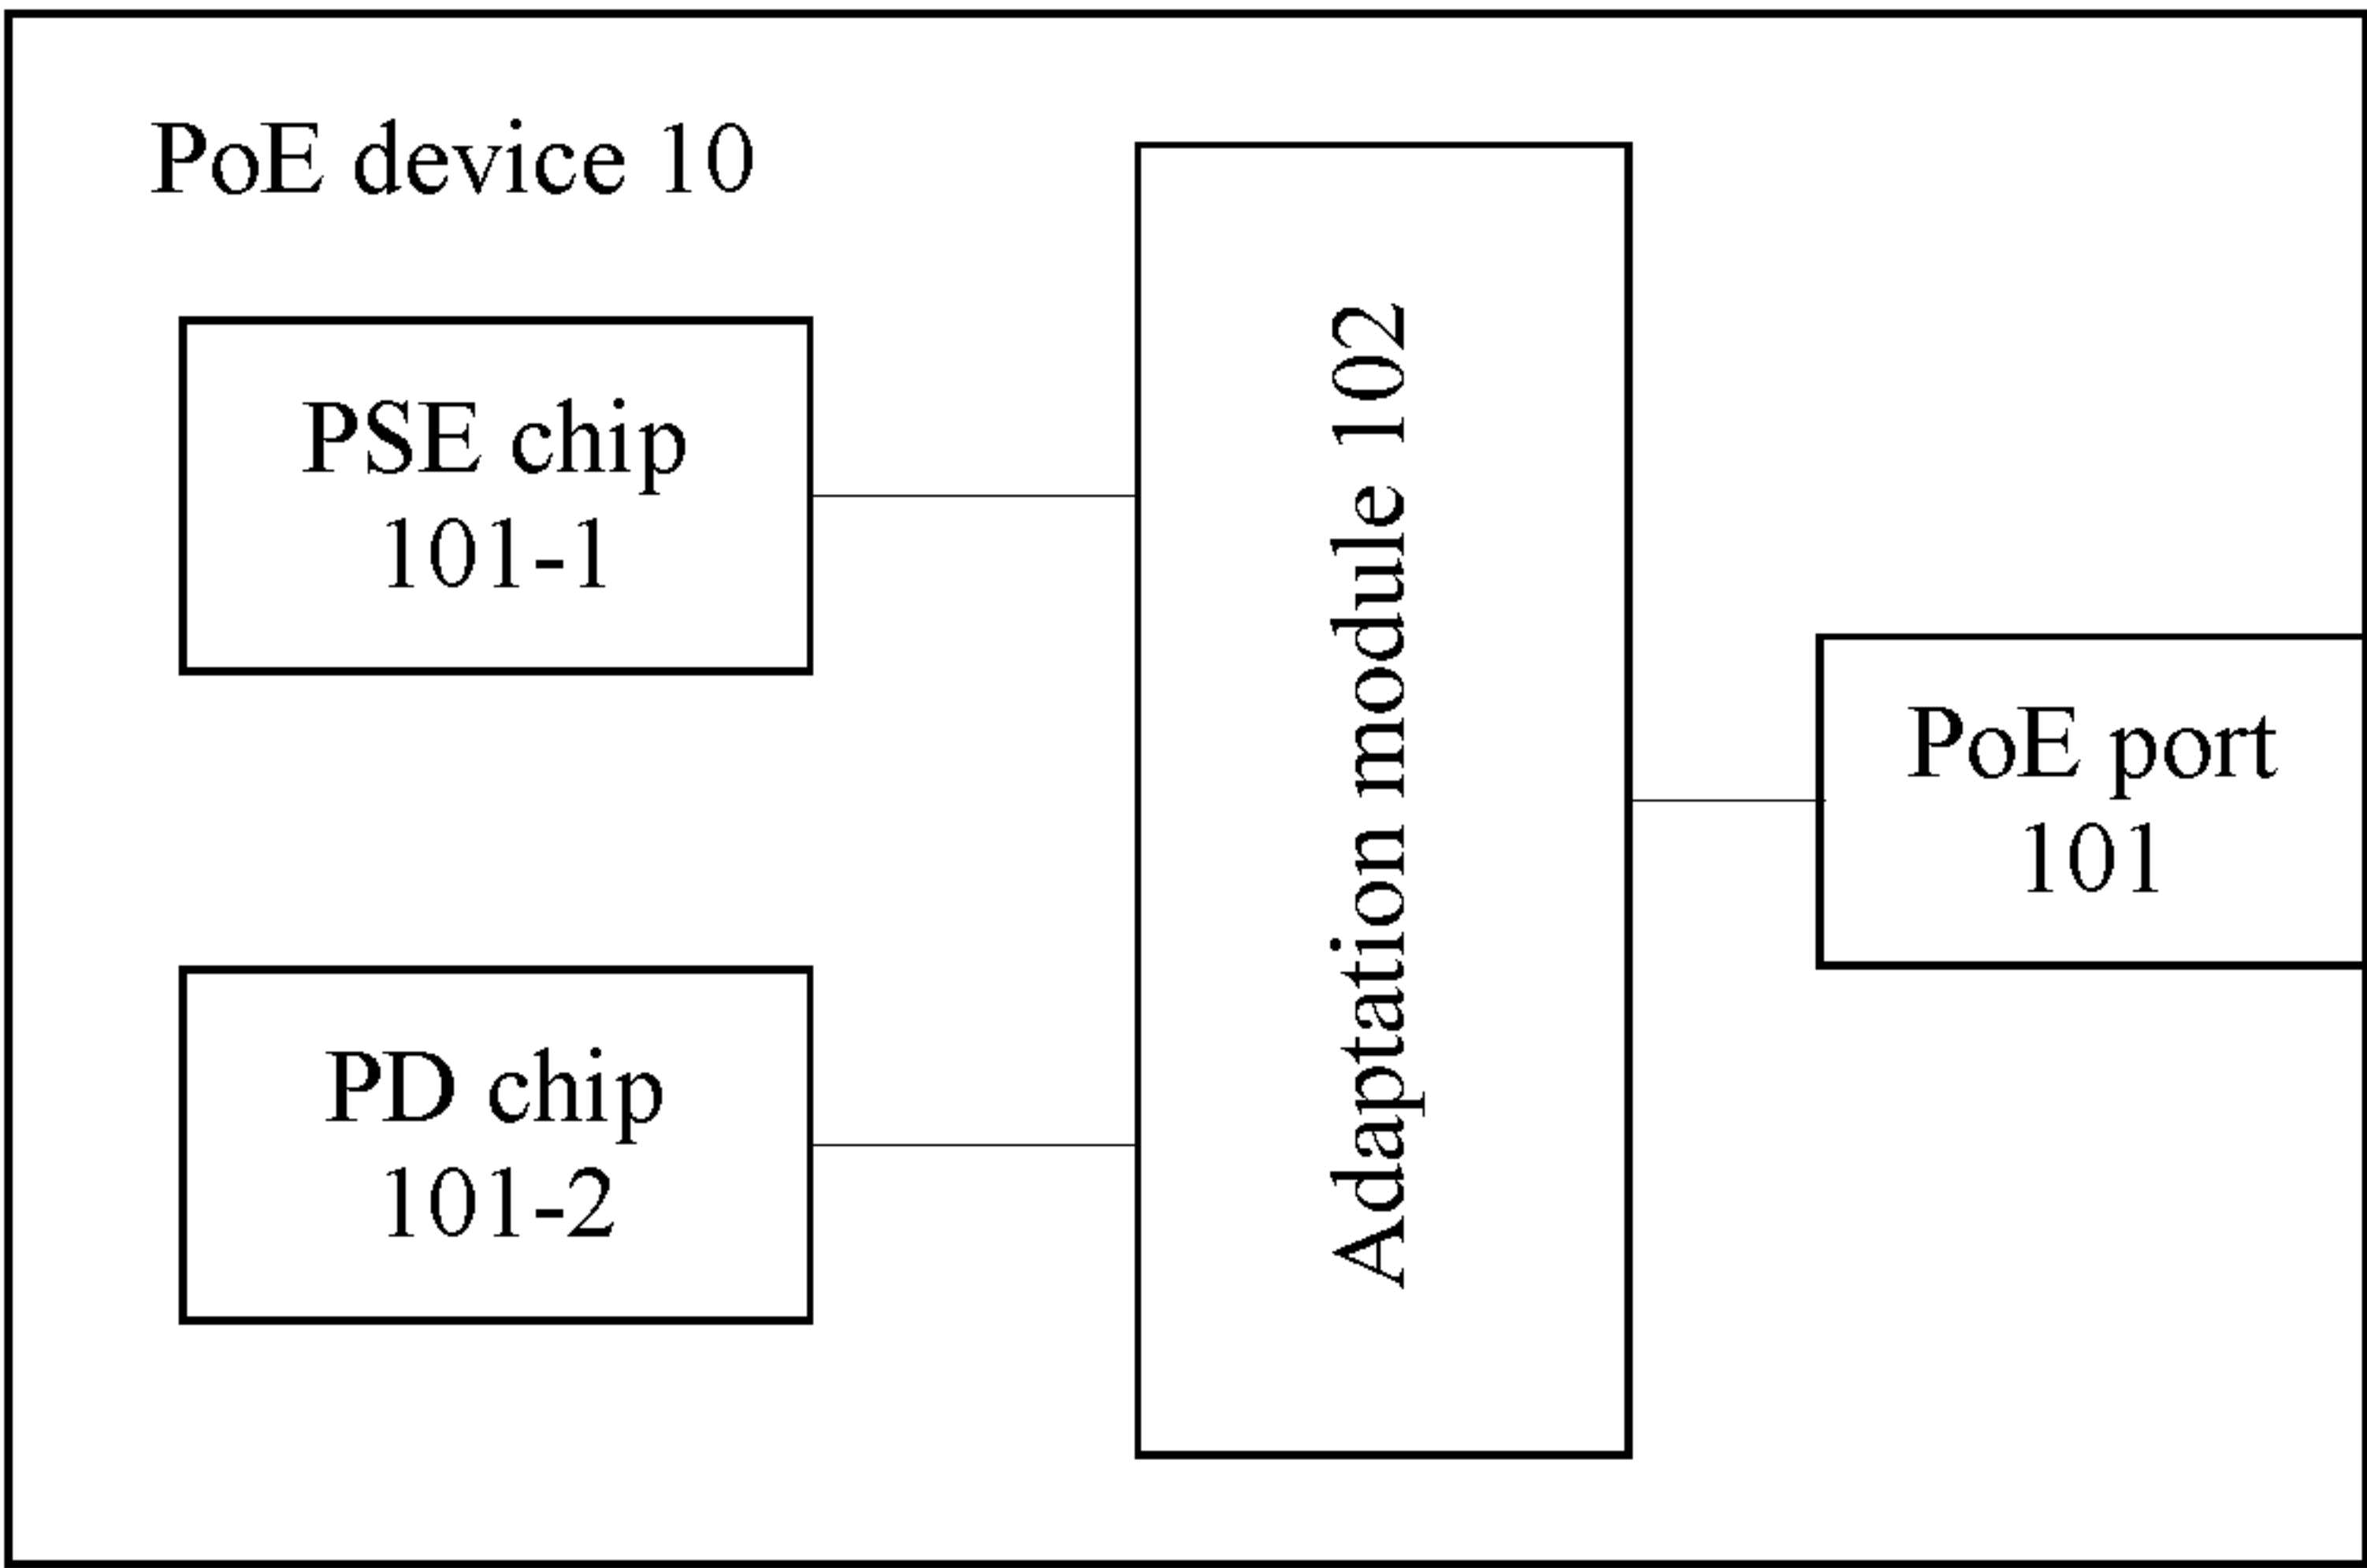 PoE device 10
PSE chip
101-1
Adaptation module 102
PoE port
101
PD chip
101-2